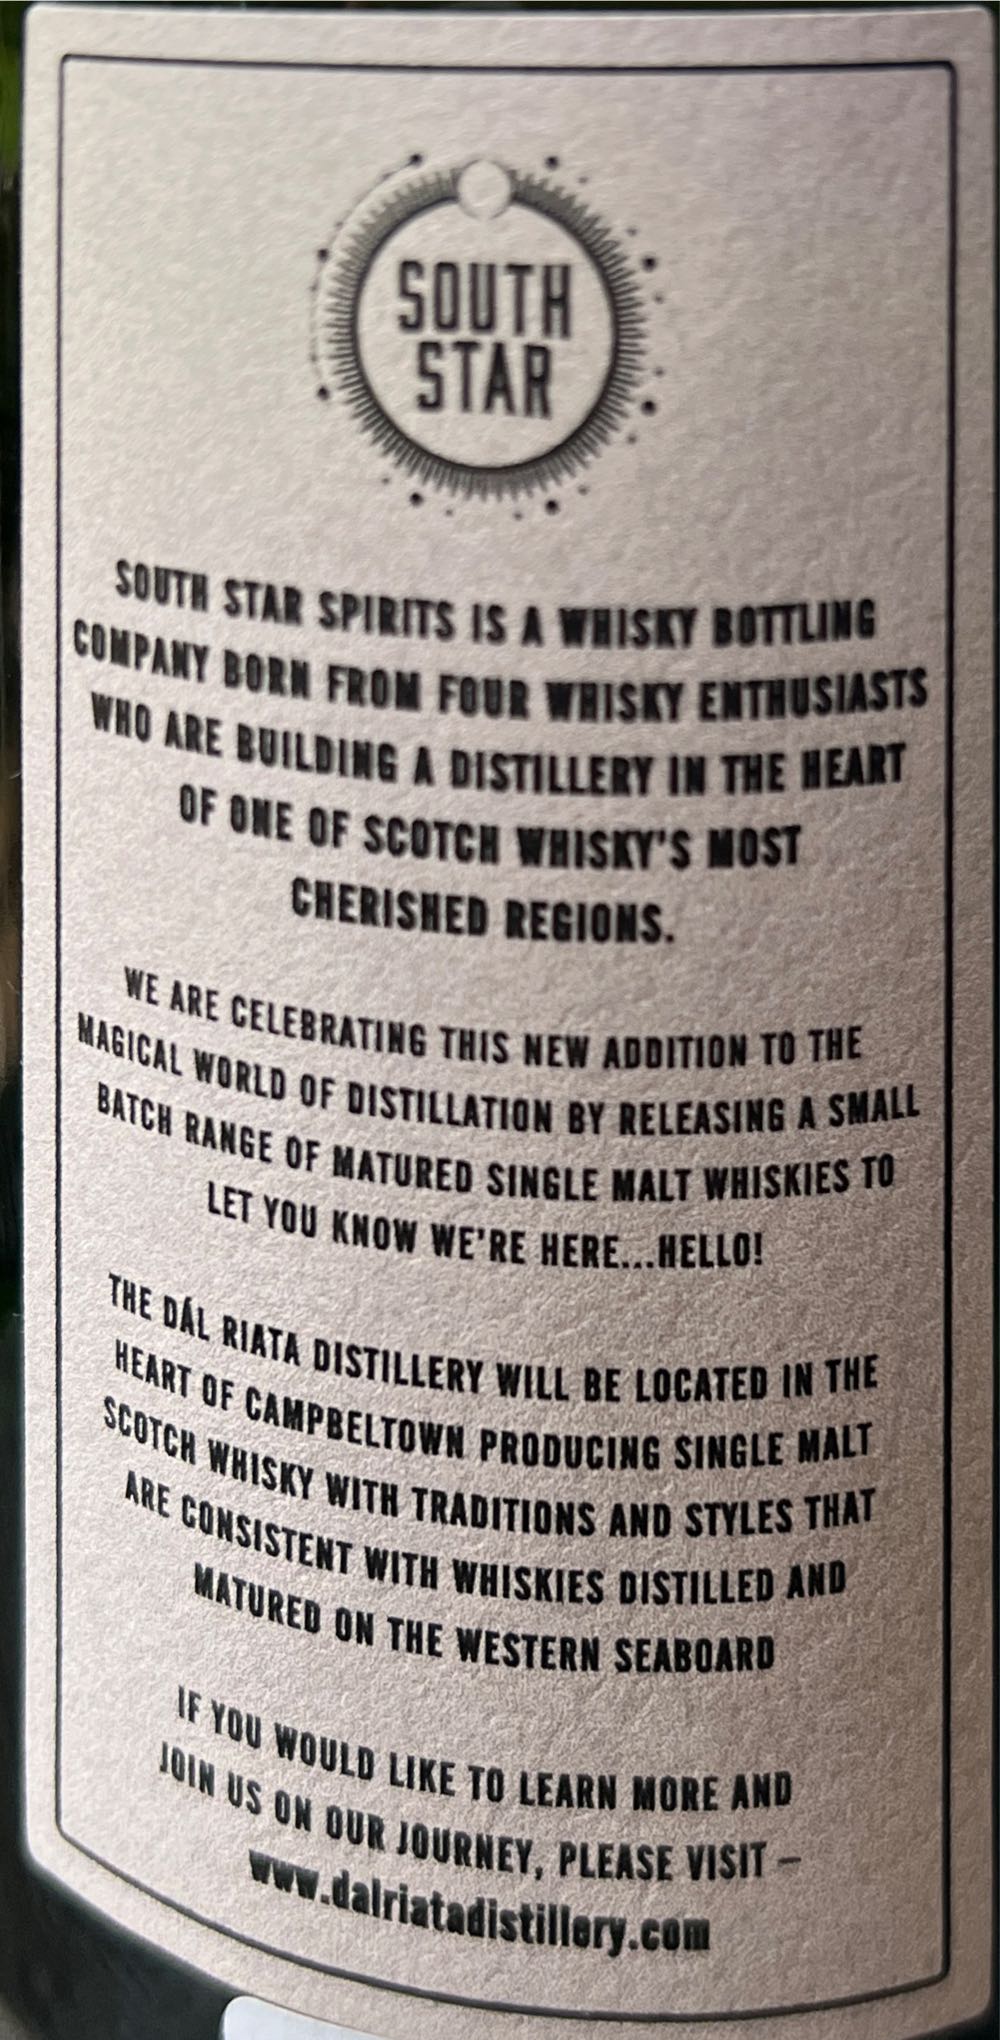 SOUTH
STAR
SOUTH STAR SPIRITS IS A WHISKY BOTTLING
COMPANY BORN FROM FOUR WHISKY ENTHUSIASTS
WHO ARE BUILDING A DISTILLERY IN THE HEART
OF ONE OF SCOTCH WHISKY'S MOST
CHERISHED REGIONS.
WE ARE CELEBRATING THIS NEW ADDITION TO THE
MAGICAL WORLD OF DISTILLATION BY RELEASING A SMALL
BATCH RANGE OF MATURED SINGLE MALT WHISKIES TO
LET YOU KNOW WE'RE HERE...HELLO!
THE DÁL RIATA DISTILLERY WILL BE LOCATED IN THE
HEART OF CAMPBELTOWN PRODUCING SINGLE MALT
SCOTCH WHISKY WITH TRADITIONS AND STYLES THAT
ARE CONSISTENT WITH WHISKIES DISTILLED AND
MATURED ON THE WESTERN SEABOARD
IF YOU WOULD LIKE TO LEARN MORE AND
JOIN US ON OUR JOURNEY, PLEASE VISIT –
www.dalriatadistillery.com